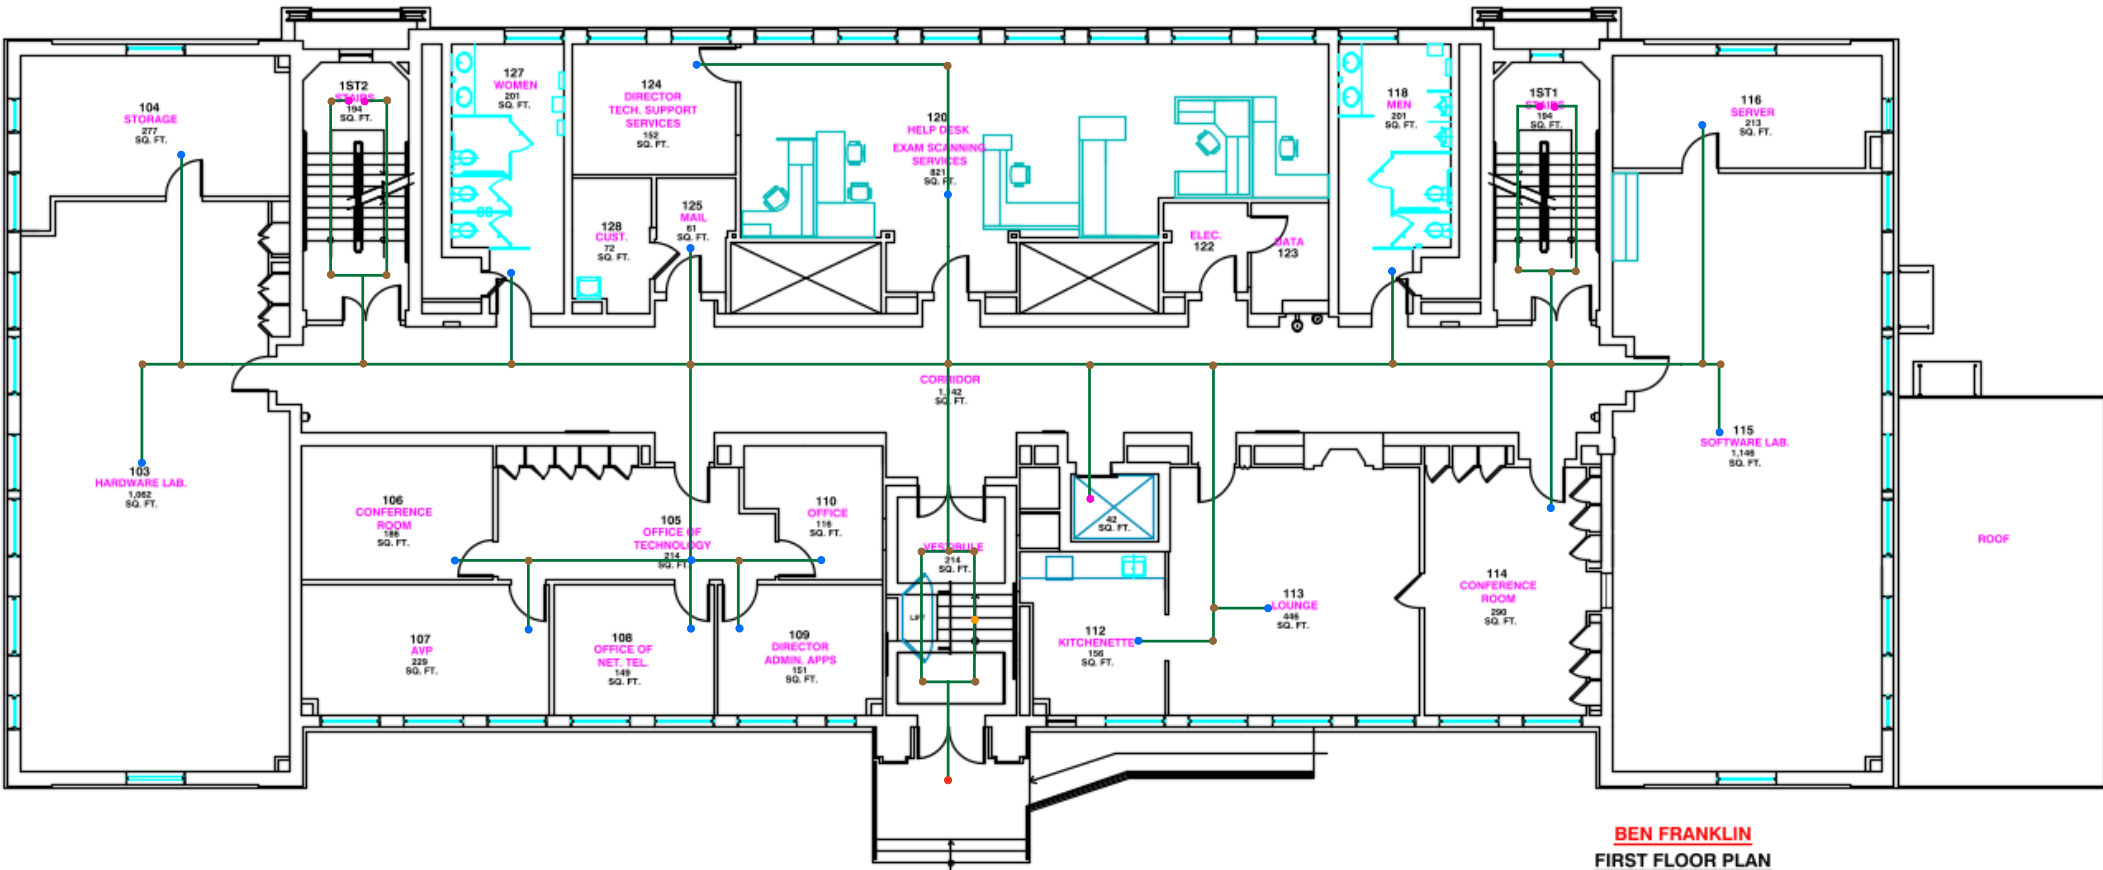 104
STORAGE
277
SQ. FT.
1ST2
STAIRS
194
SQ. FT.
127
WOMEN
201
SQ. FT.
124
DIRECTOR
TECH. SUPPORT
SERVICES
152
SQ. FT.
120
HELP DESK
EXAM SCANNING
SERVICES
821
SQ. FT.
118
MEN
201
SQ. FT.
1ST1
STAIRS
194
SQ. FT.
116
SERVER
213
SQ. FT.
128
CUST.
72
SQ. FT.
125
MAIL
61
SQ. FT.
ELEC.
122
DATA
123
CORRIDOR
SQ. FT.
103
HARDWARE LAB.
1,062
SQ. FT.
106
CONFERENCE
ROOM
186
SQ. FT.
105
OFFICE OF
TECHNOLOGY
214
SQ. FT.
110
OFFICE
116
SQ. FT.
VESTIBULE
214
SQ. FT.
LIFT
42
SQ. FT.
115
SOFTWARE LAB.
1,146
SQ. FT.
107
AVP
229
SQ. FT.
108
OFFICE OF
NET. TEL.
149
SQ. FT.
109
DIRECTOR
ADMIN. APPS
151
SQ. FT.
112
KITCHENETTE
156
SQ. FT.
113
LOUNGE
446
SQ. FT.
114
CONFERENCE
ROOM
290
SQ. FT.
ROOF
BEN FRANKLIN
FIRST FLOOR PLAN